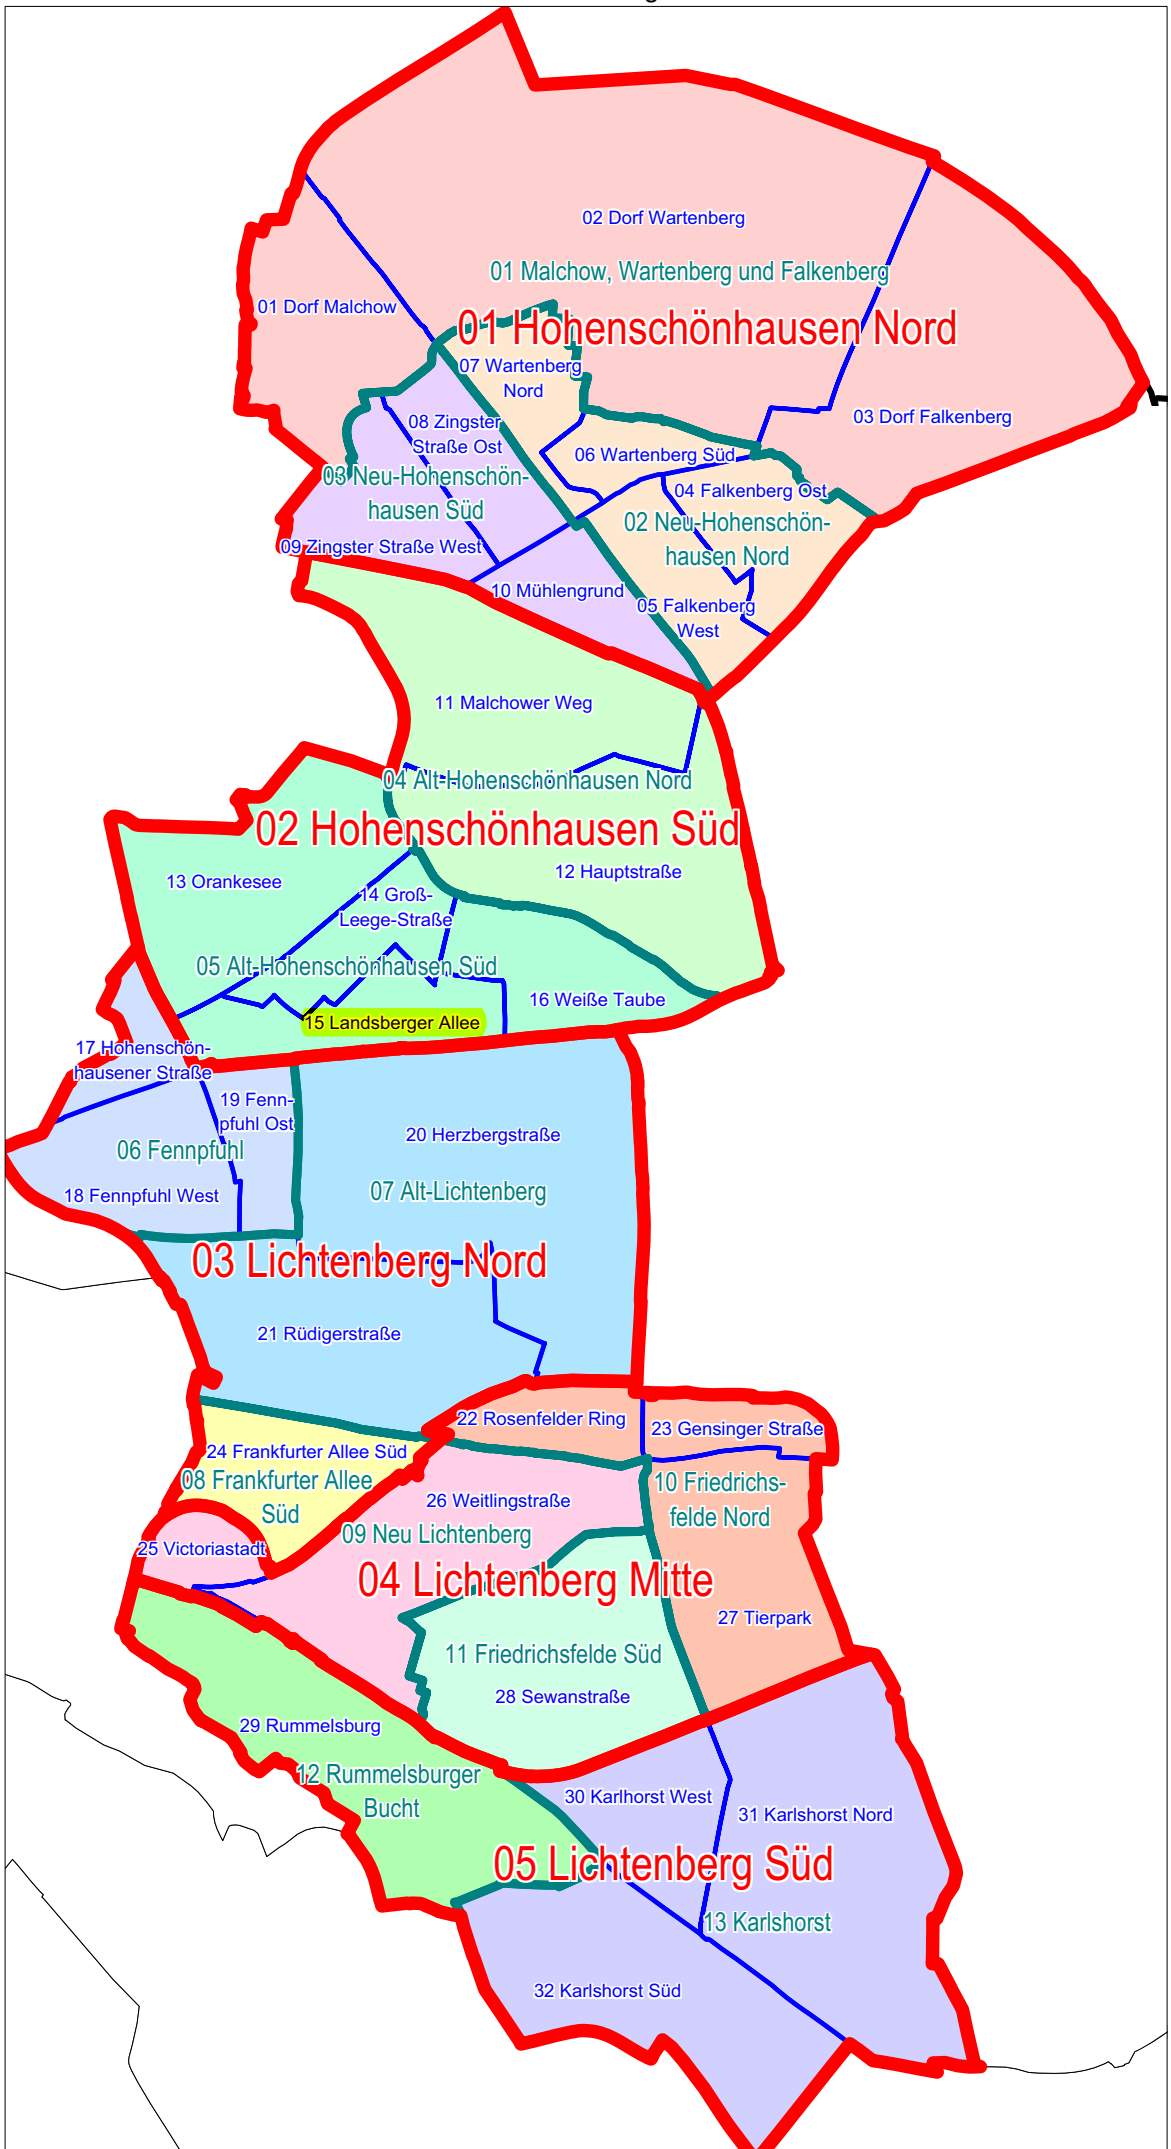 02 Dorf Wartenberg
01 Malchow, Wartenberg und Falkenberg
01 Dorf Malchow
01 Hohenschönhausen Nord
07 Wartenberg
Nord
03 Dorf Falkenberg
08 Zingster
Straße Ost
06 Wartenberg Süd
03 Neu-Hohenschön-
hausen Süd
04 Falkenberg Ost
02 Neu-Hohenschön-
hausen Nord
09 Zingster Straße West
10 Mühlengrund
05 Falkenberg
West
11 Malchower Weg
04 Alt-Hohenschönhausen Nord
02 Hohenschönhausen Süd
12 Hauptstraße
13 Orankesee
14 Groß-
Leege-Straße
05 Alt-Hohenschönhausen Süd
16 Weiße Taube
15 Landsberger Allee
17 Hohenschön-
hausener Straße
19 Fenn-
pfuhl Ost
20 Herzbergstraße
06 Fennpfuhl
18 Fennpfuhl West
07 Alt-Lichtenberg
03 Lichtenberg Nord
21 Rüdigerstraße
22 Rosenfelder Ring
23 Gensinger Straße
24 Frankfurter Allee Süd
08 Frankfurter Allee
Süd
10 Friedrichs-
felde Nord
26 Weitlingstraße
09 Neu Lichtenberg
25 Victoriastadt
04 Lichtenberg Mitte
27 Tierpark
11 Friedrichsfelde Süd
28 Sewanstraße
29 Rummelsburg
12 Rummelsburger
Bucht
30 Karlhorst West
31 Karlshorst Nord
05 Lichtenberg Süd
13 Karlshorst
32 Karlshorst Süd